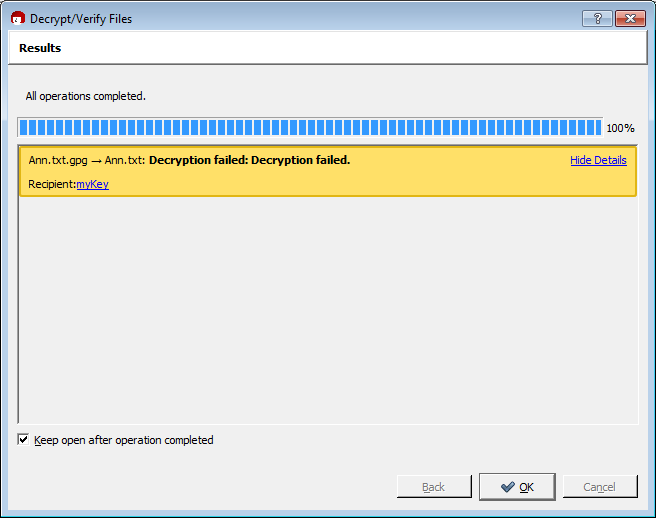 Decrypt/Verify Files
Results
All operations completed.
100%
Ann.txt.gpg → Ann.txt: Decryption failed: Decryption failed. Hide Details
Recipient:myKey
Keep open after operation completed
Back OK Cancel